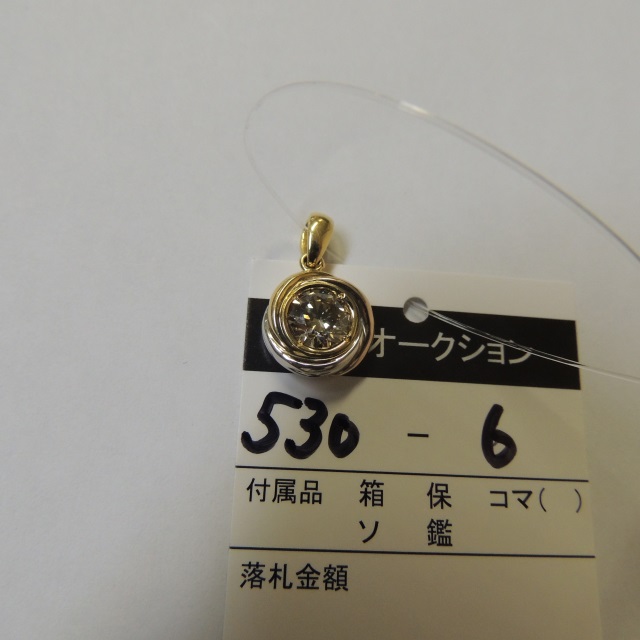 オークション
530 - 6
付属品 箱 保 コマ( )
ソ 鑑
落札金額